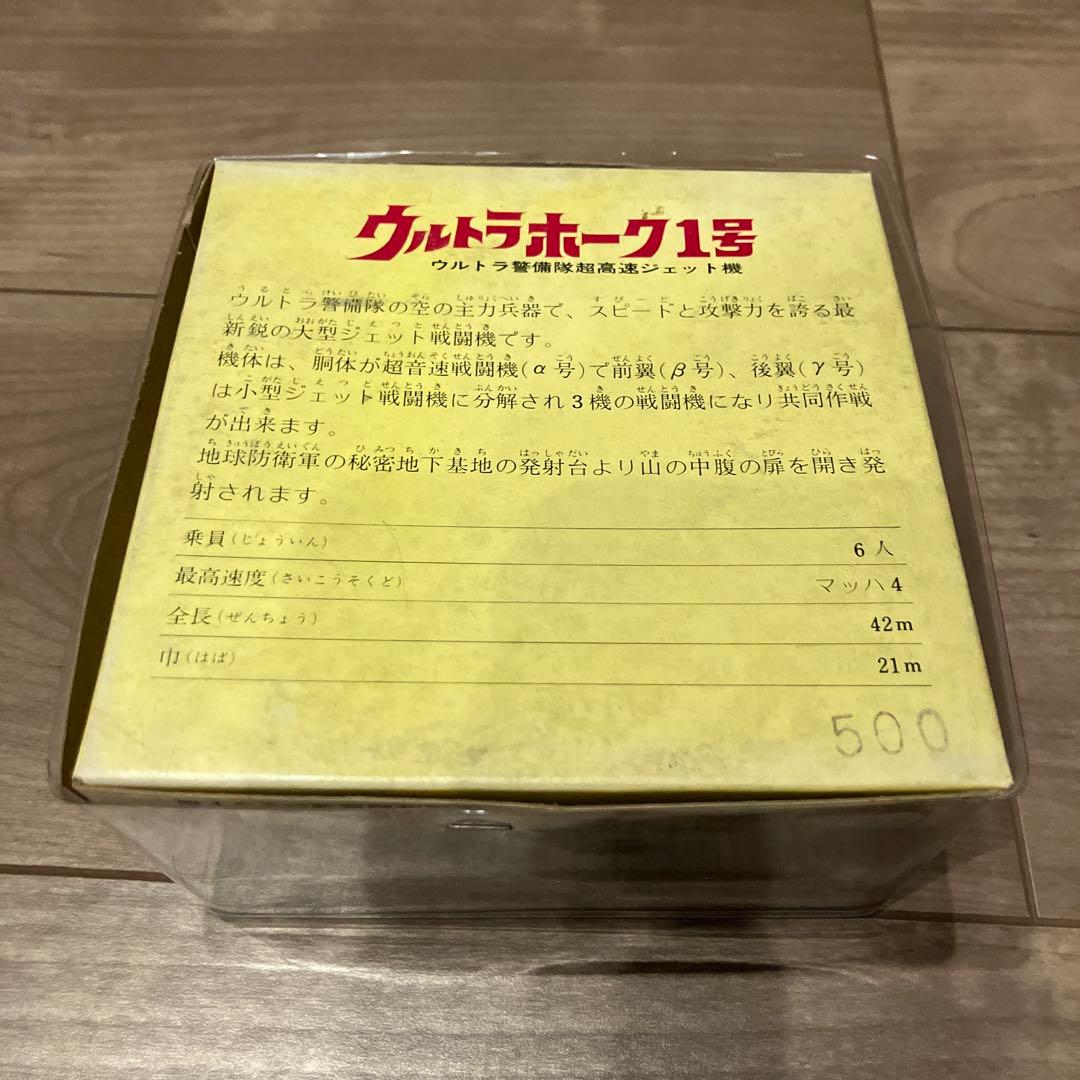 ウルトラホーク1号
ウルトラ警備隊超高速ジェット機
ウルトラ警備隊の空の主力兵器で、スピードと攻撃力を誇る最
新鋭の大型ジェット戦闘機です。
機体は、胴体が超音速戦闘機(α号)で前翼(β号)、後翼(γ号)
は小型ジェット戦闘機に分解され3機の戦闘機になり共同作戦
が出来ます。
地球防衛軍の秘密地下基地の発射台より山の中腹の扉を開き発
射されます。
乗員(じょういん) 6人
最高速度(さいこうそくど) マッハ4
全長(ぜんちょう) 42m
巾(はば) 21m
500